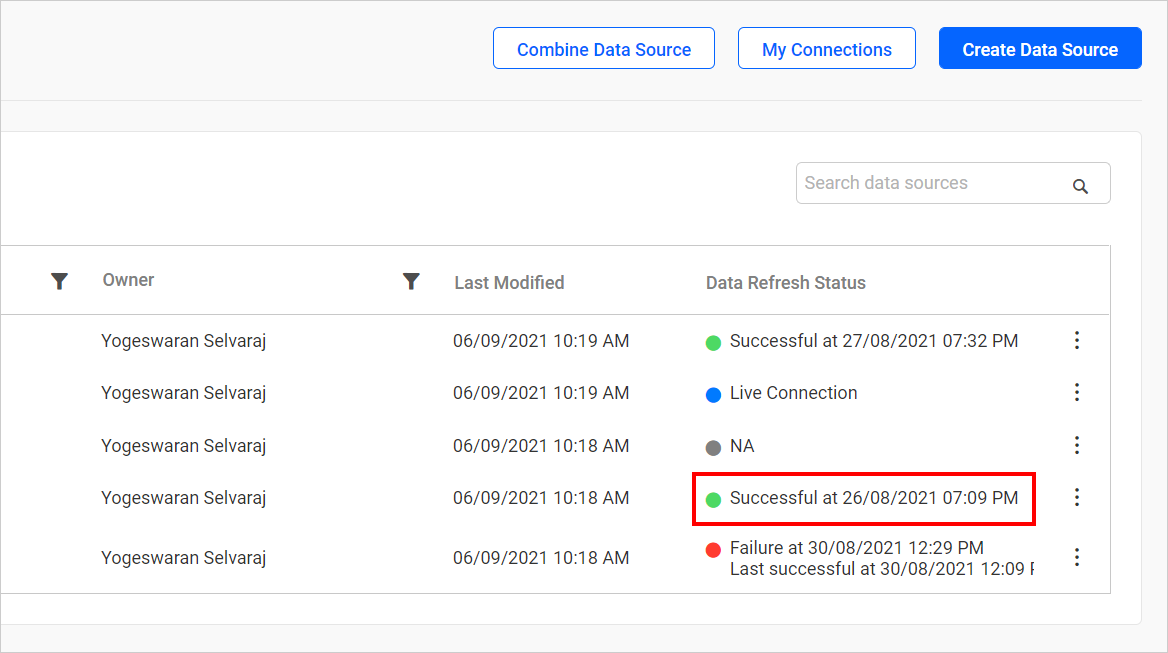 Combine Data Source
My Connections
Create Data Source
Search data sources
Owner
Last Modified
Data Refresh Status
Yogeswaran Selvaraj
06/09/2021 10:19 AM
Successful at 27/08/2021 07:32 PM
Yogeswaran Selvaraj
06/09/2021 10:19 AM
Live Connection
Yogeswaran Selvaraj
06/09/2021 10:18 AM
NA
Yogeswaran Selvaraj
06/09/2021 10:18 AM
Successful at 26/08/2021 07:09 PM
Yogeswaran Selvaraj
06/09/2021 10:18 AM
Failure at 30/08/2021 12:29 PM
Last successful at 30/08/2021 12:09